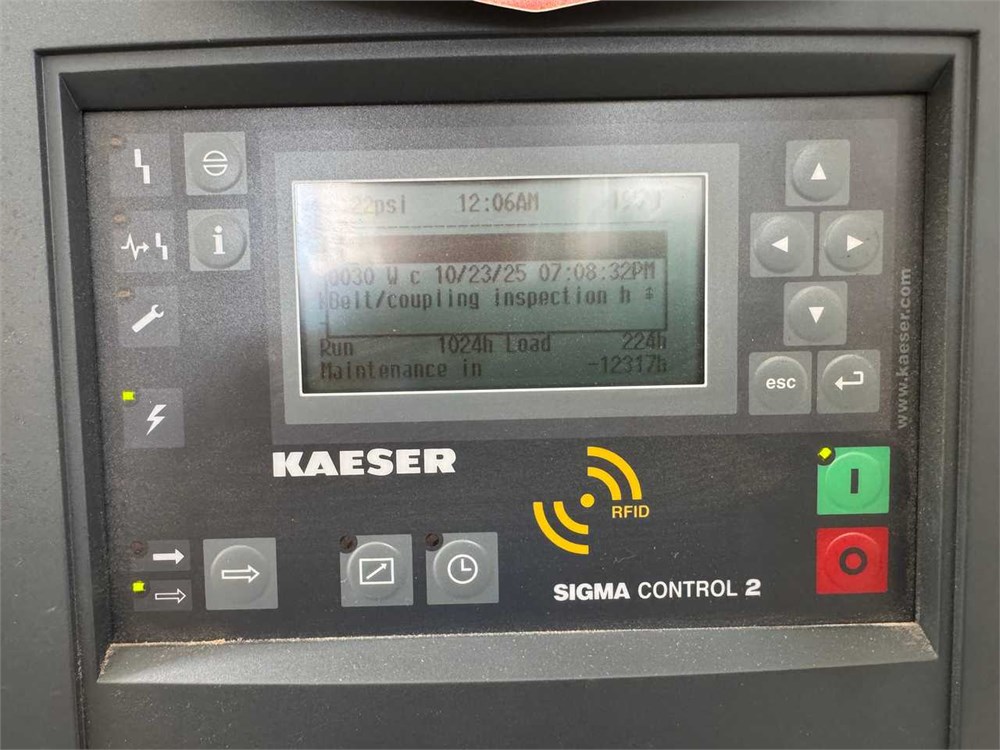 12:06AM
0030 W c 10/23/25 07:08:32PM
Belt/coupling inspection h
Run 1024h Load 224h
Maintenance in -12317h
i
esc
www.kaeser.com
KAESER
RFID
I
O
SIGMA CONTROL 2